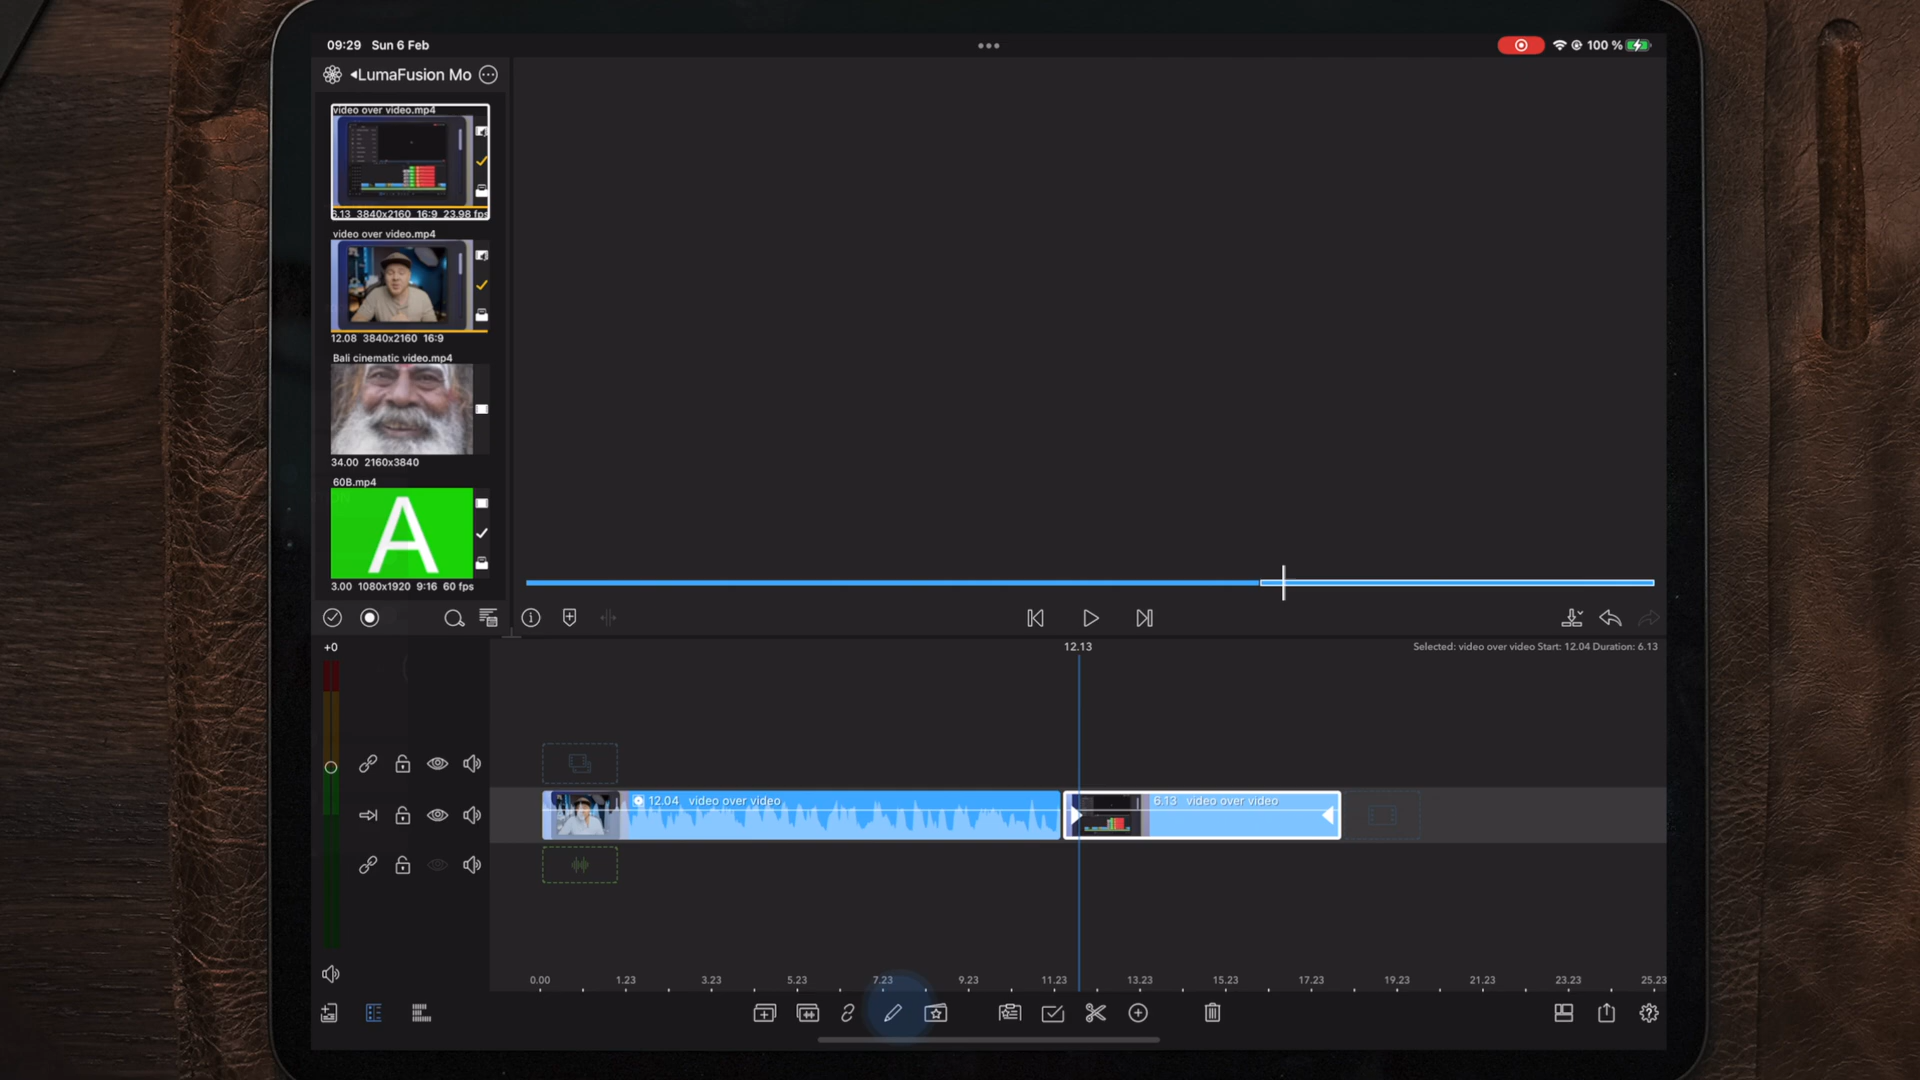 09:29 Sun 6 Feb
100 %
LumaFusion Mo
video over video.mp4
6.13 3840x2160 16:9 23.98 fps
video over video.mp4
12.08 3840x2160 16:9
Bali cinematic video.mp4
34.00 2160x3840
60B.mp4
A
3.00 1080x1920 9:16 60 fps
+0
12.13
Selected: video over video Start: 12.04 Duration: 6.13
12.04 video over video
6.13 video over video
0.00 1.23 3.23 5.23 7.23 9.23 11.23 13.23 15.23 17.23 19.23 21.23 23.23 25.23